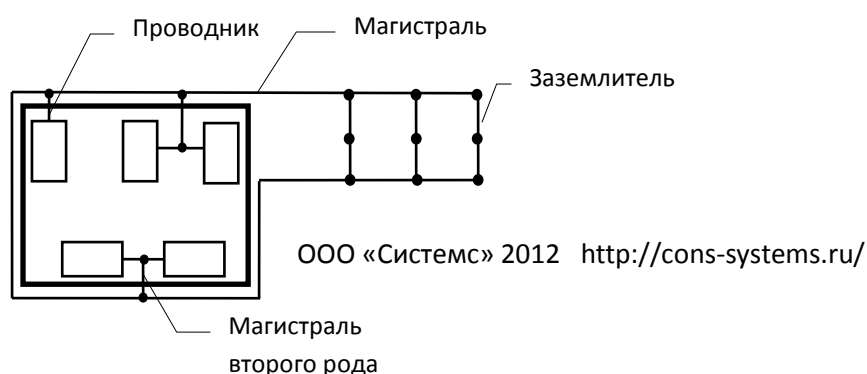 Проводник
Магистраль
Заземлитель
ООО «Системс» 2012 http://cons-systems.ru/
Магистраль
второго рода